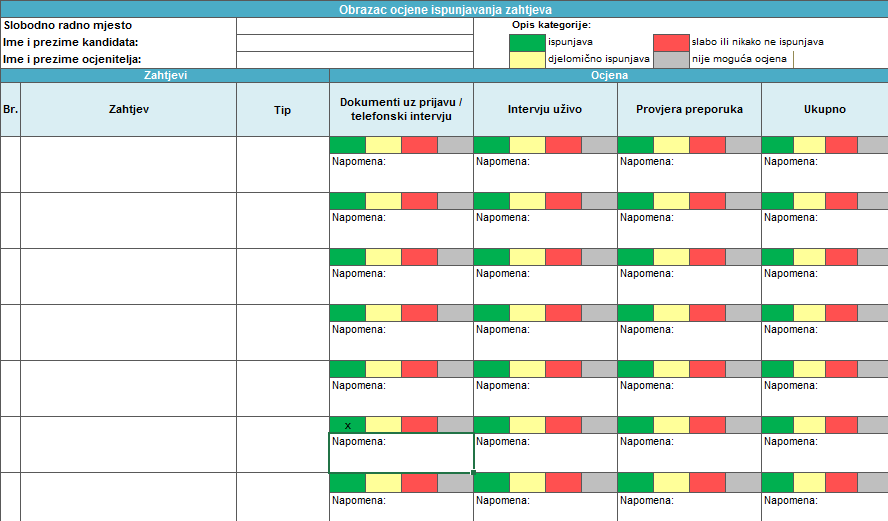 Obrazac ocjene ispunjavanja zahtjeva
Slobodno radno mjesto
Ime i prezime kandidata:
Ime i prezime ocjenitelja:
Opis kategorije:
ispunjava
slabo ili nikako ne ispunjava
djelomično ispunjava
nije moguća ocjena
Zahtjevi
Ocjena
Br.
Zahtjev
Tip
Dokumenti uz prijavu /
telefonski intervju
Intervju uživo
Provjera preporuka
Ukupno
Napomena: Napomena: Napomena: Napomena:
Napomena: Napomena: Napomena: Napomena:
Napomena: Napomena: Napomena: Napomena:
Napomena: Napomena: Napomena: Napomena:
Napomena: Napomena: Napomena: Napomena:
x
Napomena: Napomena: Napomena: Napomena:
Napomena: Napomena: Napomena: Napomena: